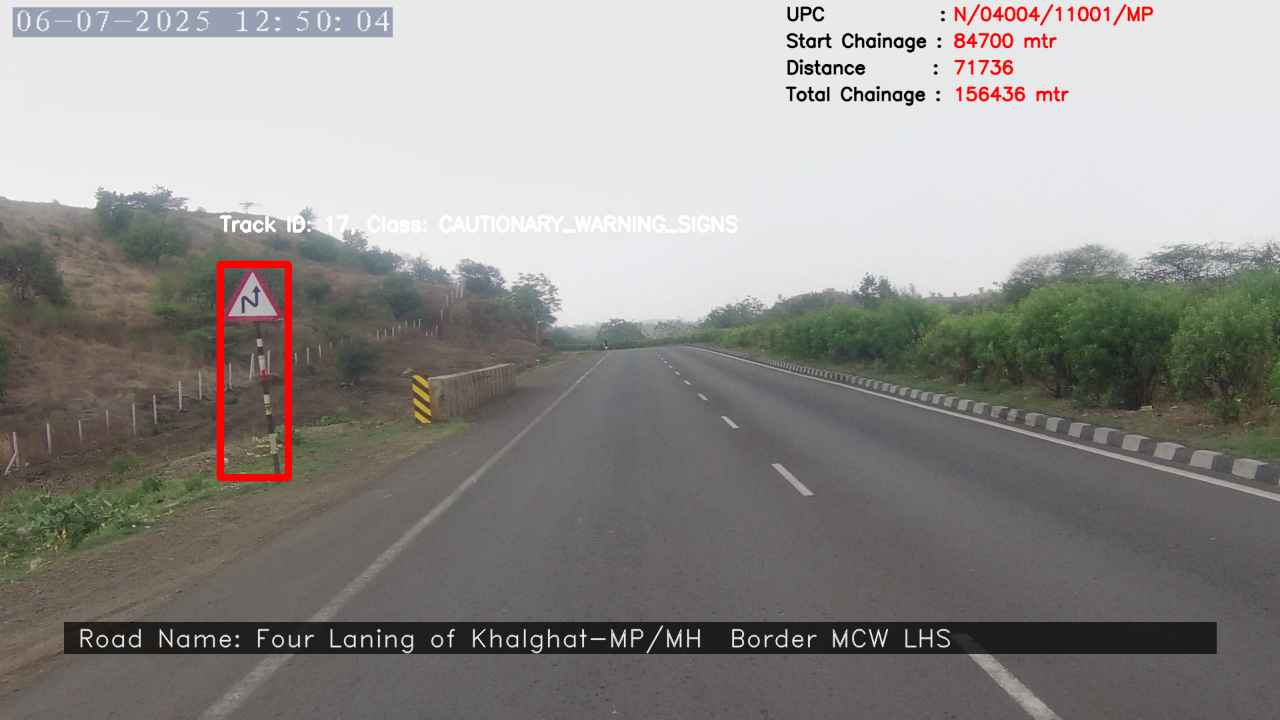 06-07-2025 12:50:04
UPC : N/04004/11001/MP
Start Chainage : 84700 mtr
Distance : 71736
Total Chainage : 156436 mtr
Track ID: 17, Class: CAUTIONARY_WARNING_SIGNS
Road Name: Four Laning of Khalghat-MP/MH Border MCW LHS